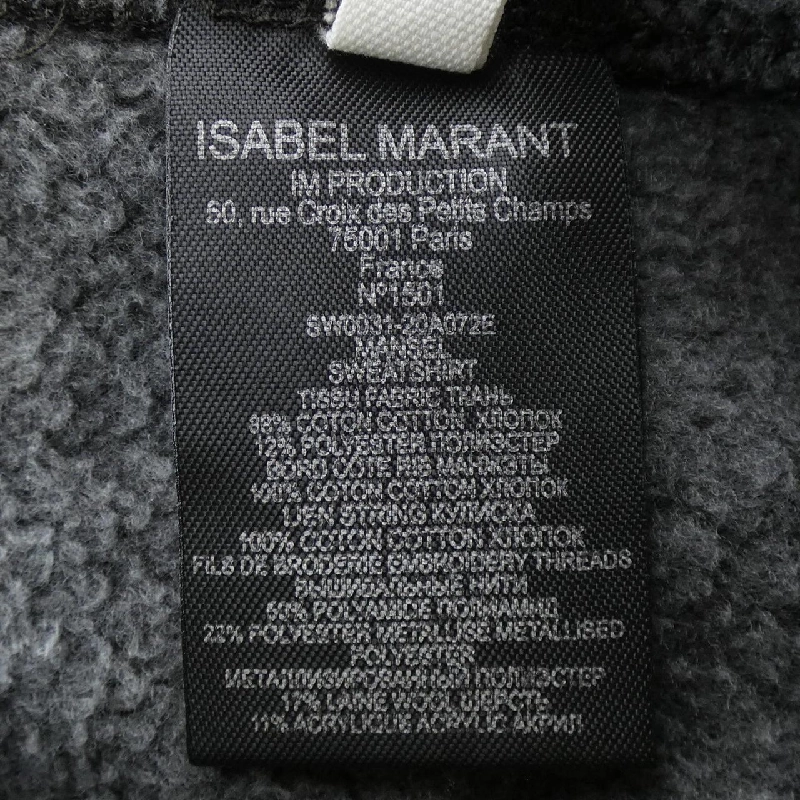 ISABEL MARANT
IM PRODUCTION
50, rue Croix des Petits Champs
75001 Paris
France
Nº1501
SW0031-20A072E
MANSEL
SWEATSHIRT
TISSU FABRIC ТКАНЬ
88% COTON COTTON ХЛОПОК
12% POLYESTER ПОЛИЭСТЕР
BORD COTE RIB МАНЖЕТЫ
100% COTON COTTON ХЛОПОК
LIEN STRING КУЛИСКА
100% COTON COTTON ХЛОПОК
FILS DE BRODERIE EMBROIDERY THREADS
ВЫШИВАЛЬНЫЕ НИТИ
50% POLYAMIDE ПОЛИАМИД
22% POLYESTER METALLISE METALLISED
POLYESTER
МЕТАЛЛИЗИРОВАННЫЙ ПОЛИЭСТЕР
17% LAINE WOOL ШЕРСТЬ
11% ACRYLIQUE ACRYLIC АКРИЛ